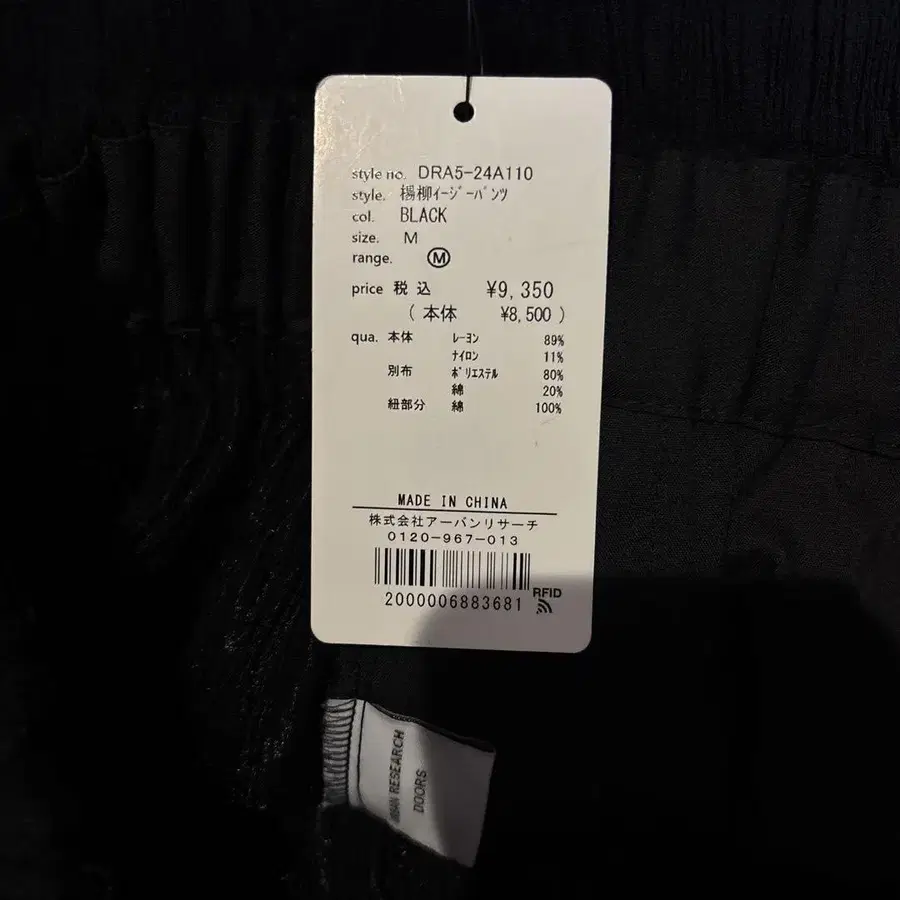 style no. DRA5-24A110
style. 楊柳ｲｰｼﾞｰﾊﾟﾝﾂ
col. BLACK
size. M
range. Ⓜ
price 税込 ¥9,350
( 本体 ¥8,500 )
qua. 本体 ﾚｰﾖﾝ 89%
ﾅｲﾛﾝ 11%
別布 ﾎﾟﾘｴｽﾃﾙ 80%
綿 20%
紐部分 綿 100%
MADE IN CHINA
株式会社アーバンリサーチ
0120-967-013
2000006883681
RFID
RESEARCH
DOORS